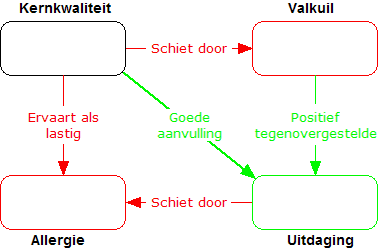 Kernkwaliteit Valkuil
Schiet door
Ervaart als
lastig
Goede
aanvulling
Positief
tegenovergestelde
Schiet door
Allergie Uitdaging